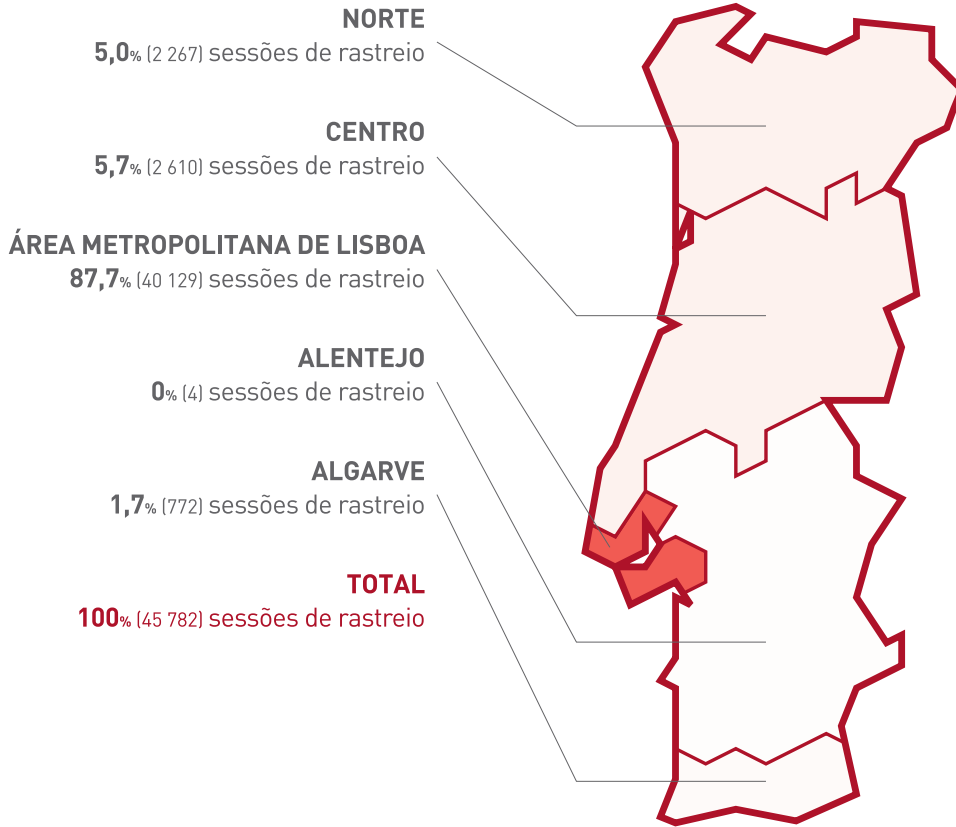 NORTE
5,0% (2 267) sessões de rastreio
CENTRO
5,7% (2 610) sessões de rastreio
ÁREA METROPOLITANA DE LISBOA
87,7% (40 129) sessões de rastreio
ALENTEJO
0% (4) sessões de rastreio
ALGARVE
1,7% (772) sessões de rastreio
TOTAL
100% (45 782) sessões de rastreio